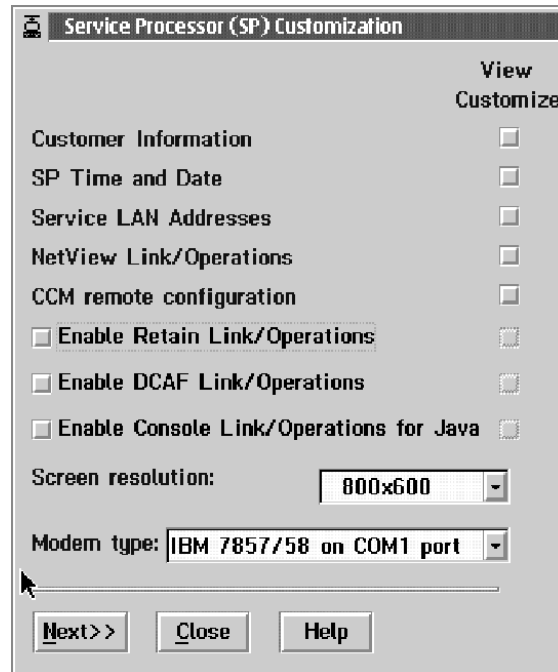 Service Processor (SP) Customization
View
Customize
Customer Information
SP Time and Date
Service LAN Addresses
NetView Link/Operations
CCM remote configuration
Enable Retain Link/Operations
Enable DCAF Link/Operations
Enable Console Link/Operations for Java
Screen resolution: 800x600
Modem type: IBM 7857/58 on COM1 port
Next>> Close Help